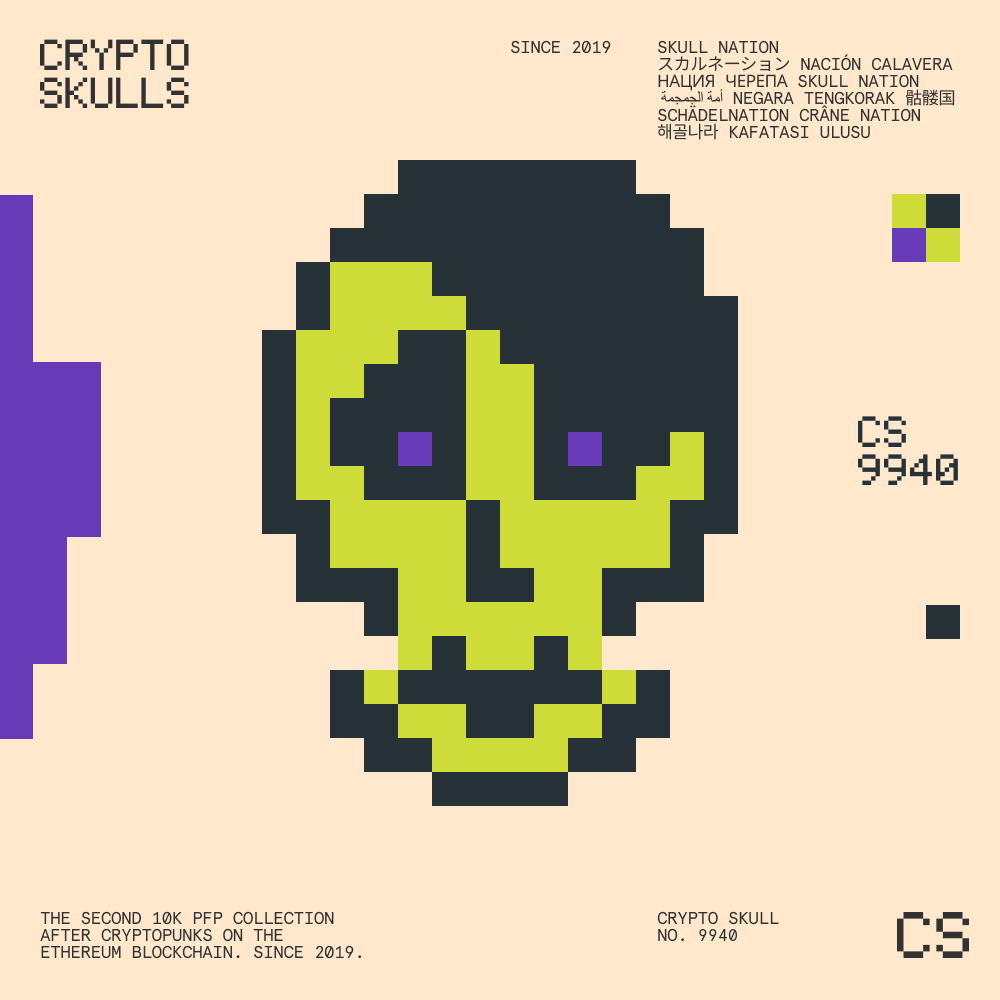 CRYPTO
SKULLS
SINCE 2019
SKULL NATION
スカルネーション NACIÓN CALAVERA
НАЦИЯ ЧЕРЕПА SKULL NATION
أمة الجمجمة NEGARA TENGKORAK 骷髅国
SCHÄDELNATION CRÂNE NATION
해골나라 KAFATASI ULUSU
CS
9940
THE SECOND 10K PFP COLLECTION
AFTER CRYPTOPUNKS ON THE
ETHEREUM BLOCKCHAIN. SINCE 2019.
CRYPTO SKULL
NO. 9940
CS